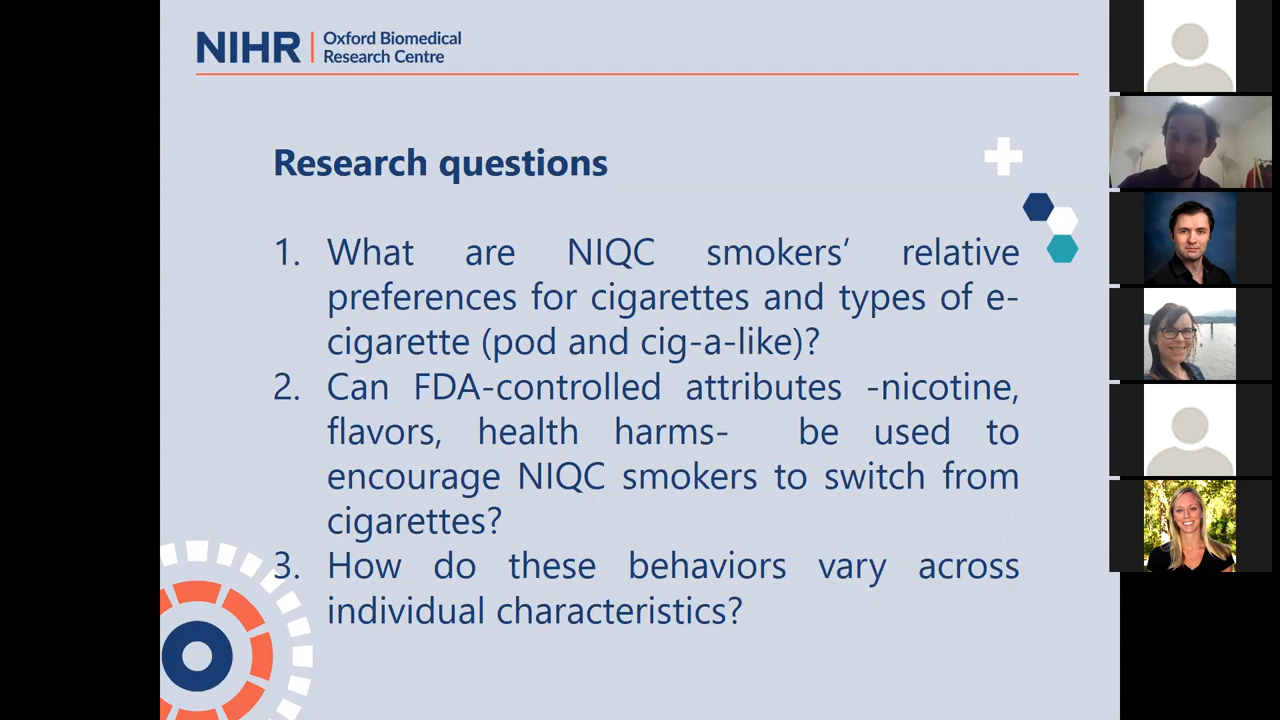 NIHR | Oxford Biomedical
Research Centre
Research questions
1. What are NIQC smokers’ relative
preferences for cigarettes and types of e-
cigarette (pod and cig-a-like)?
2. Can FDA-controlled attributes -nicotine,
flavors, health harms- be used to
encourage NIQC smokers to switch from
cigarettes?
3. How do these behaviors vary across
individual characteristics?